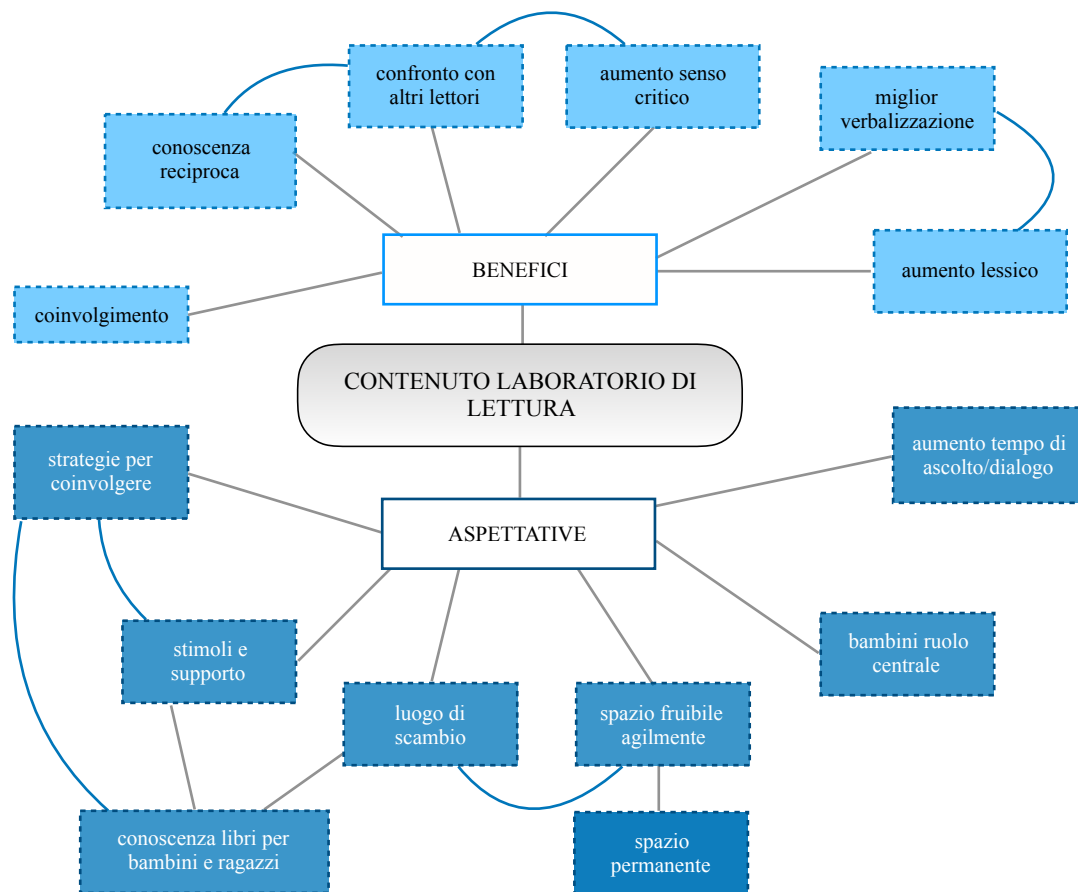 confronto con
altri lettori
aumento senso
critico
miglior
verbalizzazione
conoscenza
reciproca
BENEFICI
aumento lessico
coinvolgimento
CONTENUTO LABORATORIO DI
LETTURA
strategie per
coinvolgere
aumento tempo di
ascolto/dialogo
ASPETTATIVE
stimoli e
supporto
bambini ruolo
centrale
luogo di
scambio
spazio fruibile
agilmente
conoscenza libri per
bambini e ragazzi
spazio
permanente